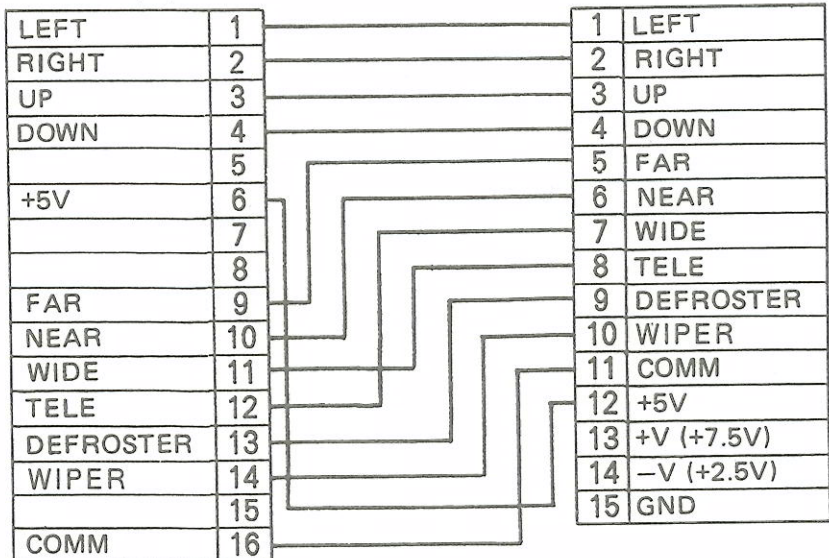 LEFT 1
RIGHT 2
UP 3
DOWN 4
5
+5V 6
7
8
FAR 9
NEAR 10
WIDE 11
TELE 12
DEFROSTER 13
WIPER 14
15
COMM 16
1 LEFT
2 RIGHT
3 UP
4 DOWN
5 FAR
6 NEAR
7 WIDE
8 TELE
9 DEFROSTER
10 WIPER
11 COMM
12 +5V
13 +V (+7.5V)
14 −V (+2.5V)
15 GND